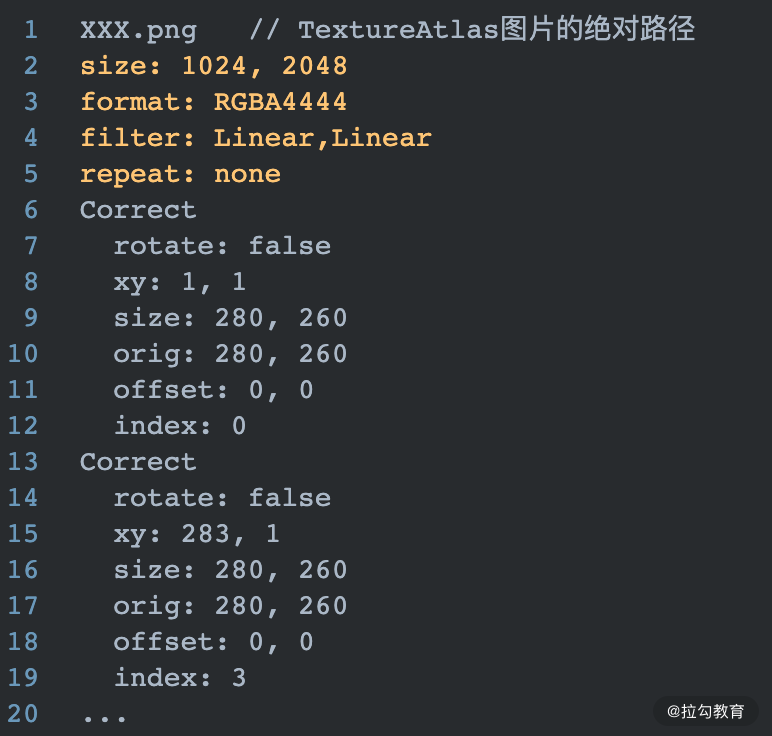 1 XXX.png // TextureAtlas图片的绝对路径
2 size: 1024, 2048
3 format: RGBA4444
4 filter: Linear,Linear
5 repeat: none
6 Correct
7 rotate: false
8 xy: 1, 1
9 size: 280, 260
10 orig: 280, 260
11 offset: 0, 0
12 index: 0
13 Correct
14 rotate: false
15 xy: 283, 1
16 size: 280, 260
17 orig: 280, 260
18 offset: 0, 0
19 index: 3
20 ...
@拉勾教育